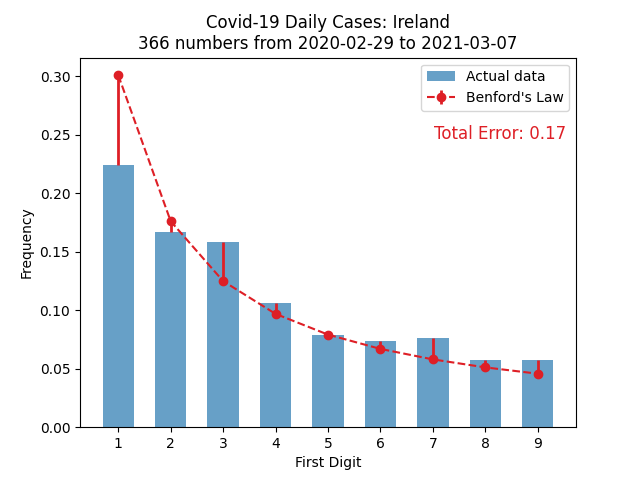 Covid-19 Daily Cases: Ireland
366 numbers from 2020-02-29 to 2021-03-07
Actual data
Benford's Law
Total Error: 0.17
Frequency
0.30
0.25
0.20
0.15
0.10
0.05
0.00
1 2 3 4 5 6 7 8 9
First Digit